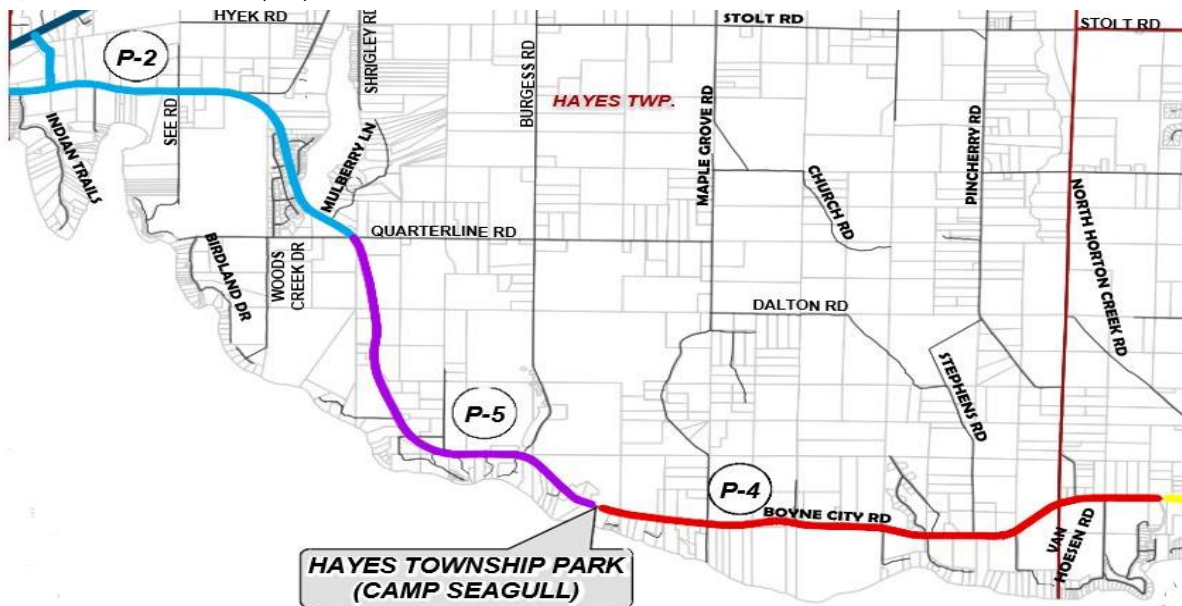 HYEK RD
STOLT RD
STOLT RD
P-2
SHRIGLEY RD
BURGESS RD
HAYES TWP.
SEE RD
INDIAN TRAILS
MULBERRY LN
MAPLE GROVE RD
PINCHERRY RD
CHURCH RD
NORTH HORTON CREEK RD
QUARTERLINE RD
BIRDLAND DR
WOODS
CREEK DR
DALTON RD
STEPHENS RD
P-5
P-4
BOYNE CITY RD
VAN
HOESEN RD
HAYES TOWNSHIP PARK
(CAMP SEAGULL)